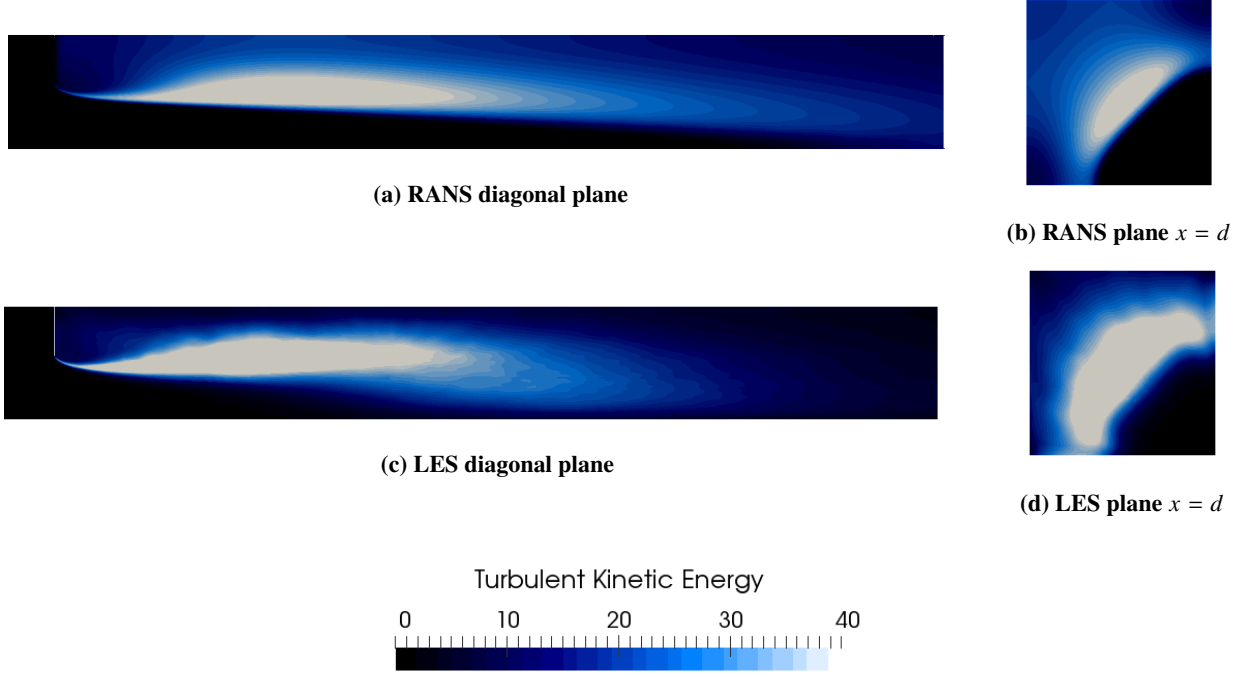 (a) RANS diagonal plane
(b) RANS plane x = d
(c) LES diagonal plane
(d) LES plane x = d
Turbulent Kinetic Energy
0 10 20 30 40